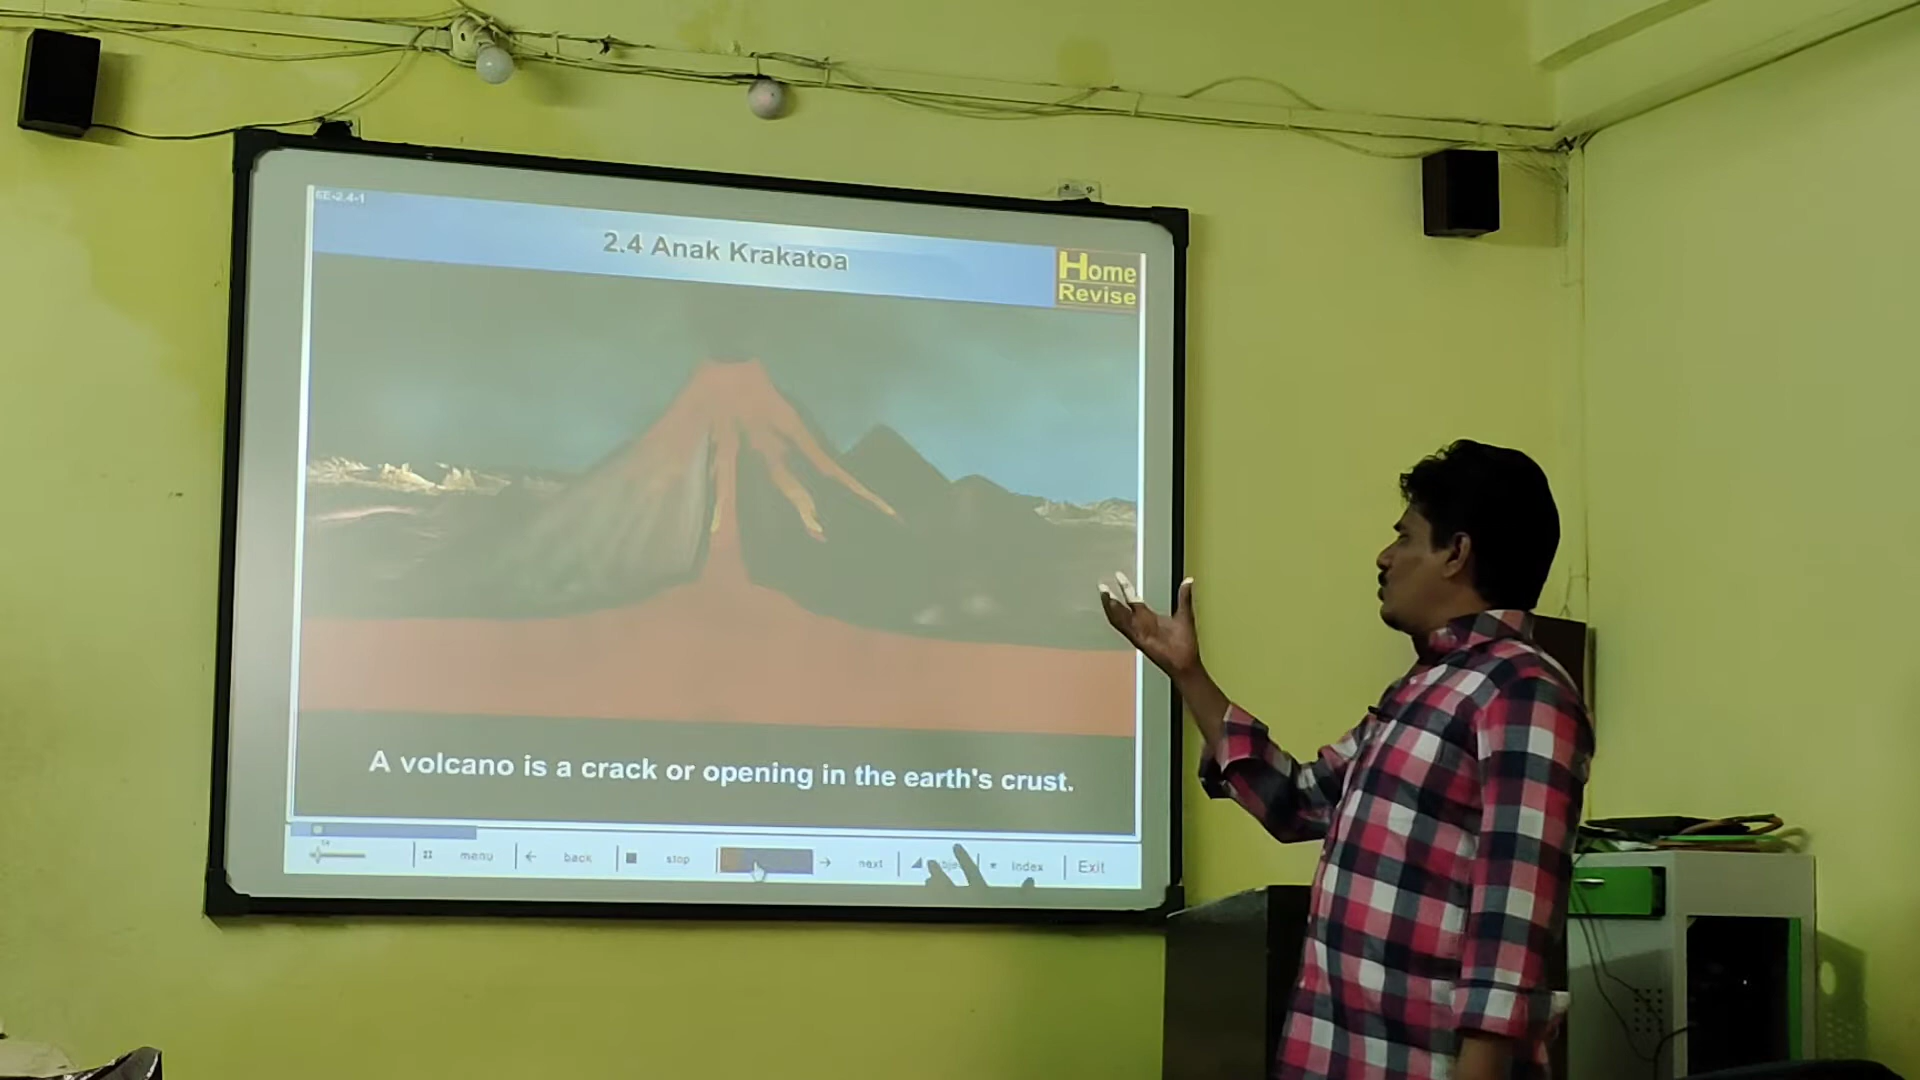 6E-2.4-1
2.4 Anak Krakatoa
Home
Revise
A volcano is a crack or opening in the earth's crust.
menu
back
stop
next
Index
Exit